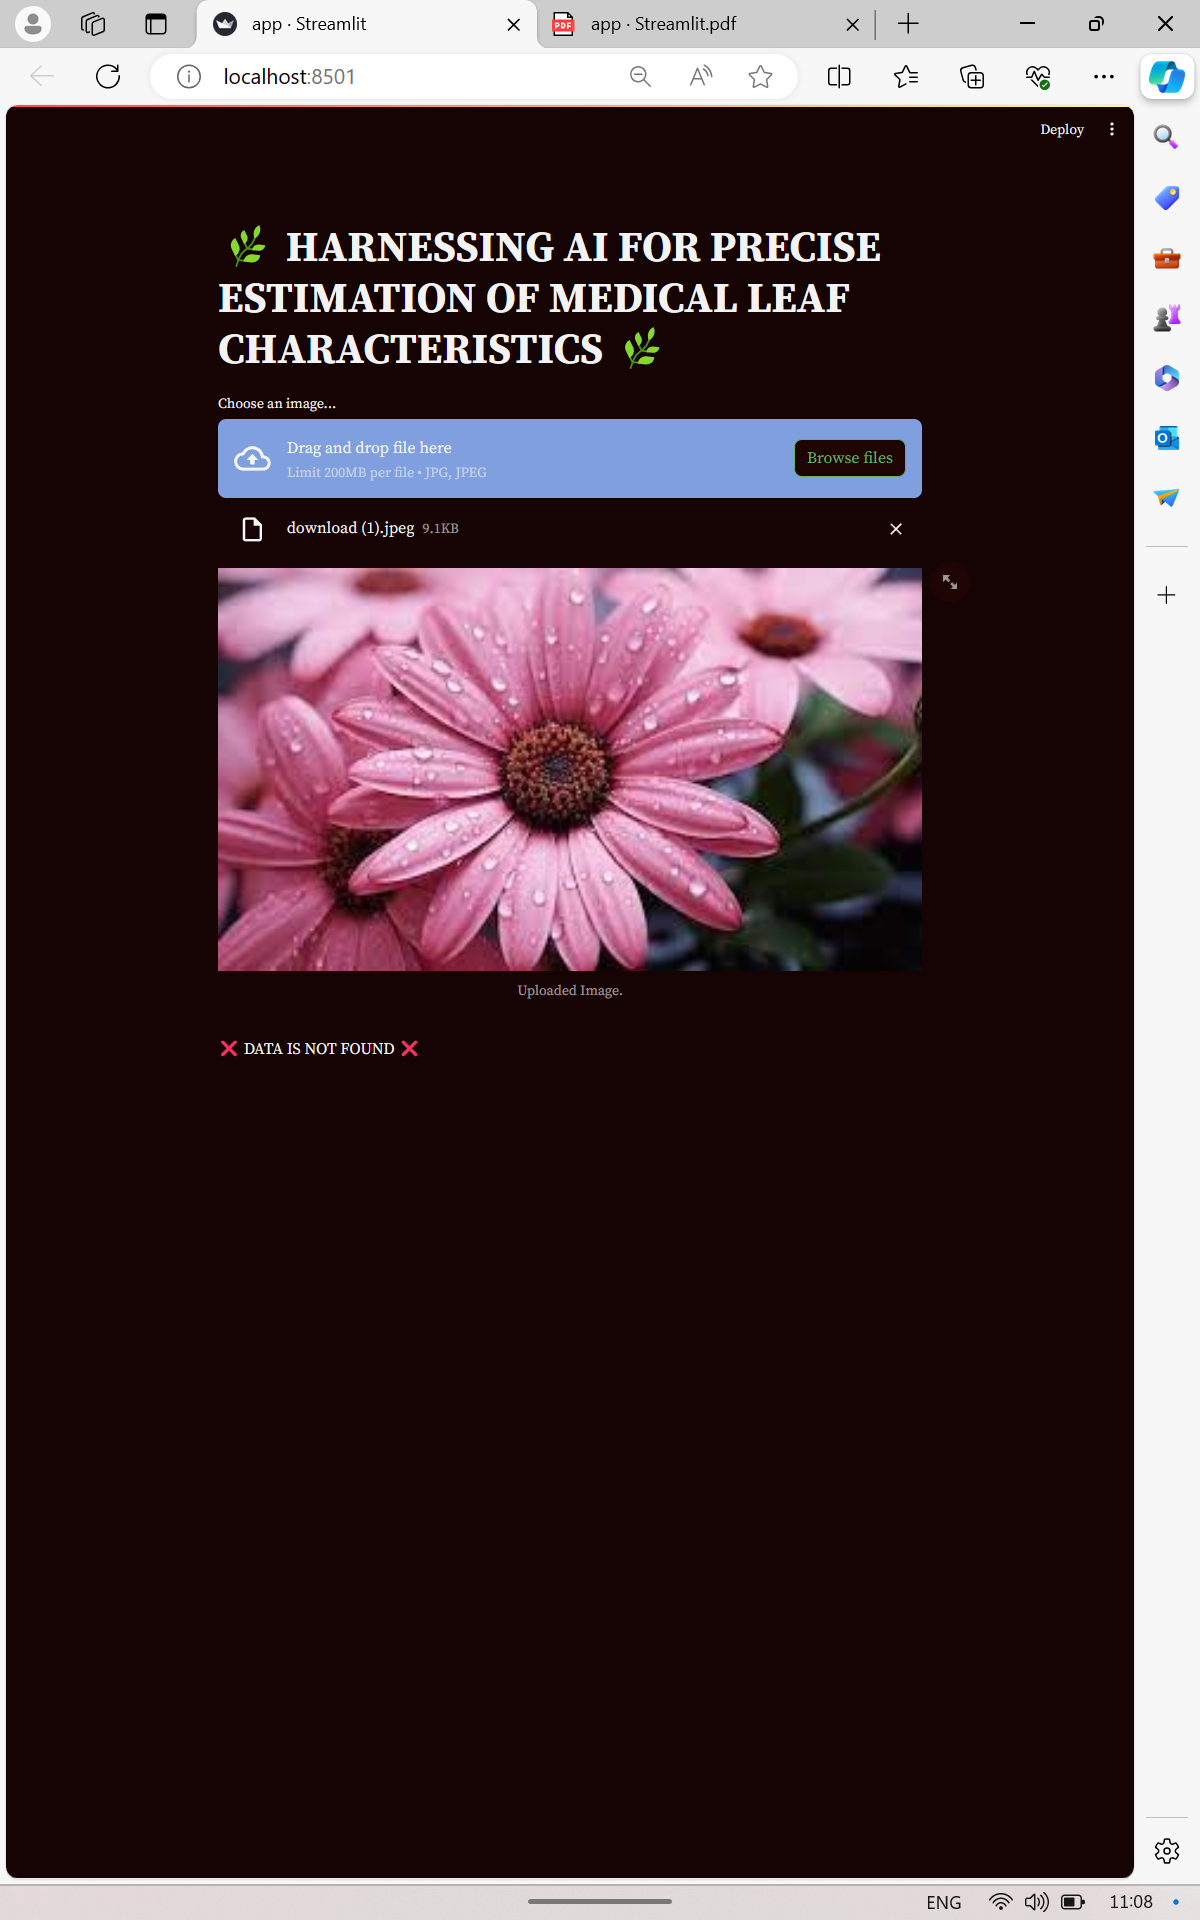 app · Streamlit
PDF
app · Streamlit.pdf
localhost:8501
Deploy
HARNESSING AI FOR PRECISE
ESTIMATION OF MEDICAL LEAF
CHARACTERISTICS
Choose an image...
Drag and drop file here
Limit 200MB per file • JPG, JPEG
Browse files
download (1).jpeg 9.1KB
Uploaded Image.
❌ DATA IS NOT FOUND ❌
ENG
11:08